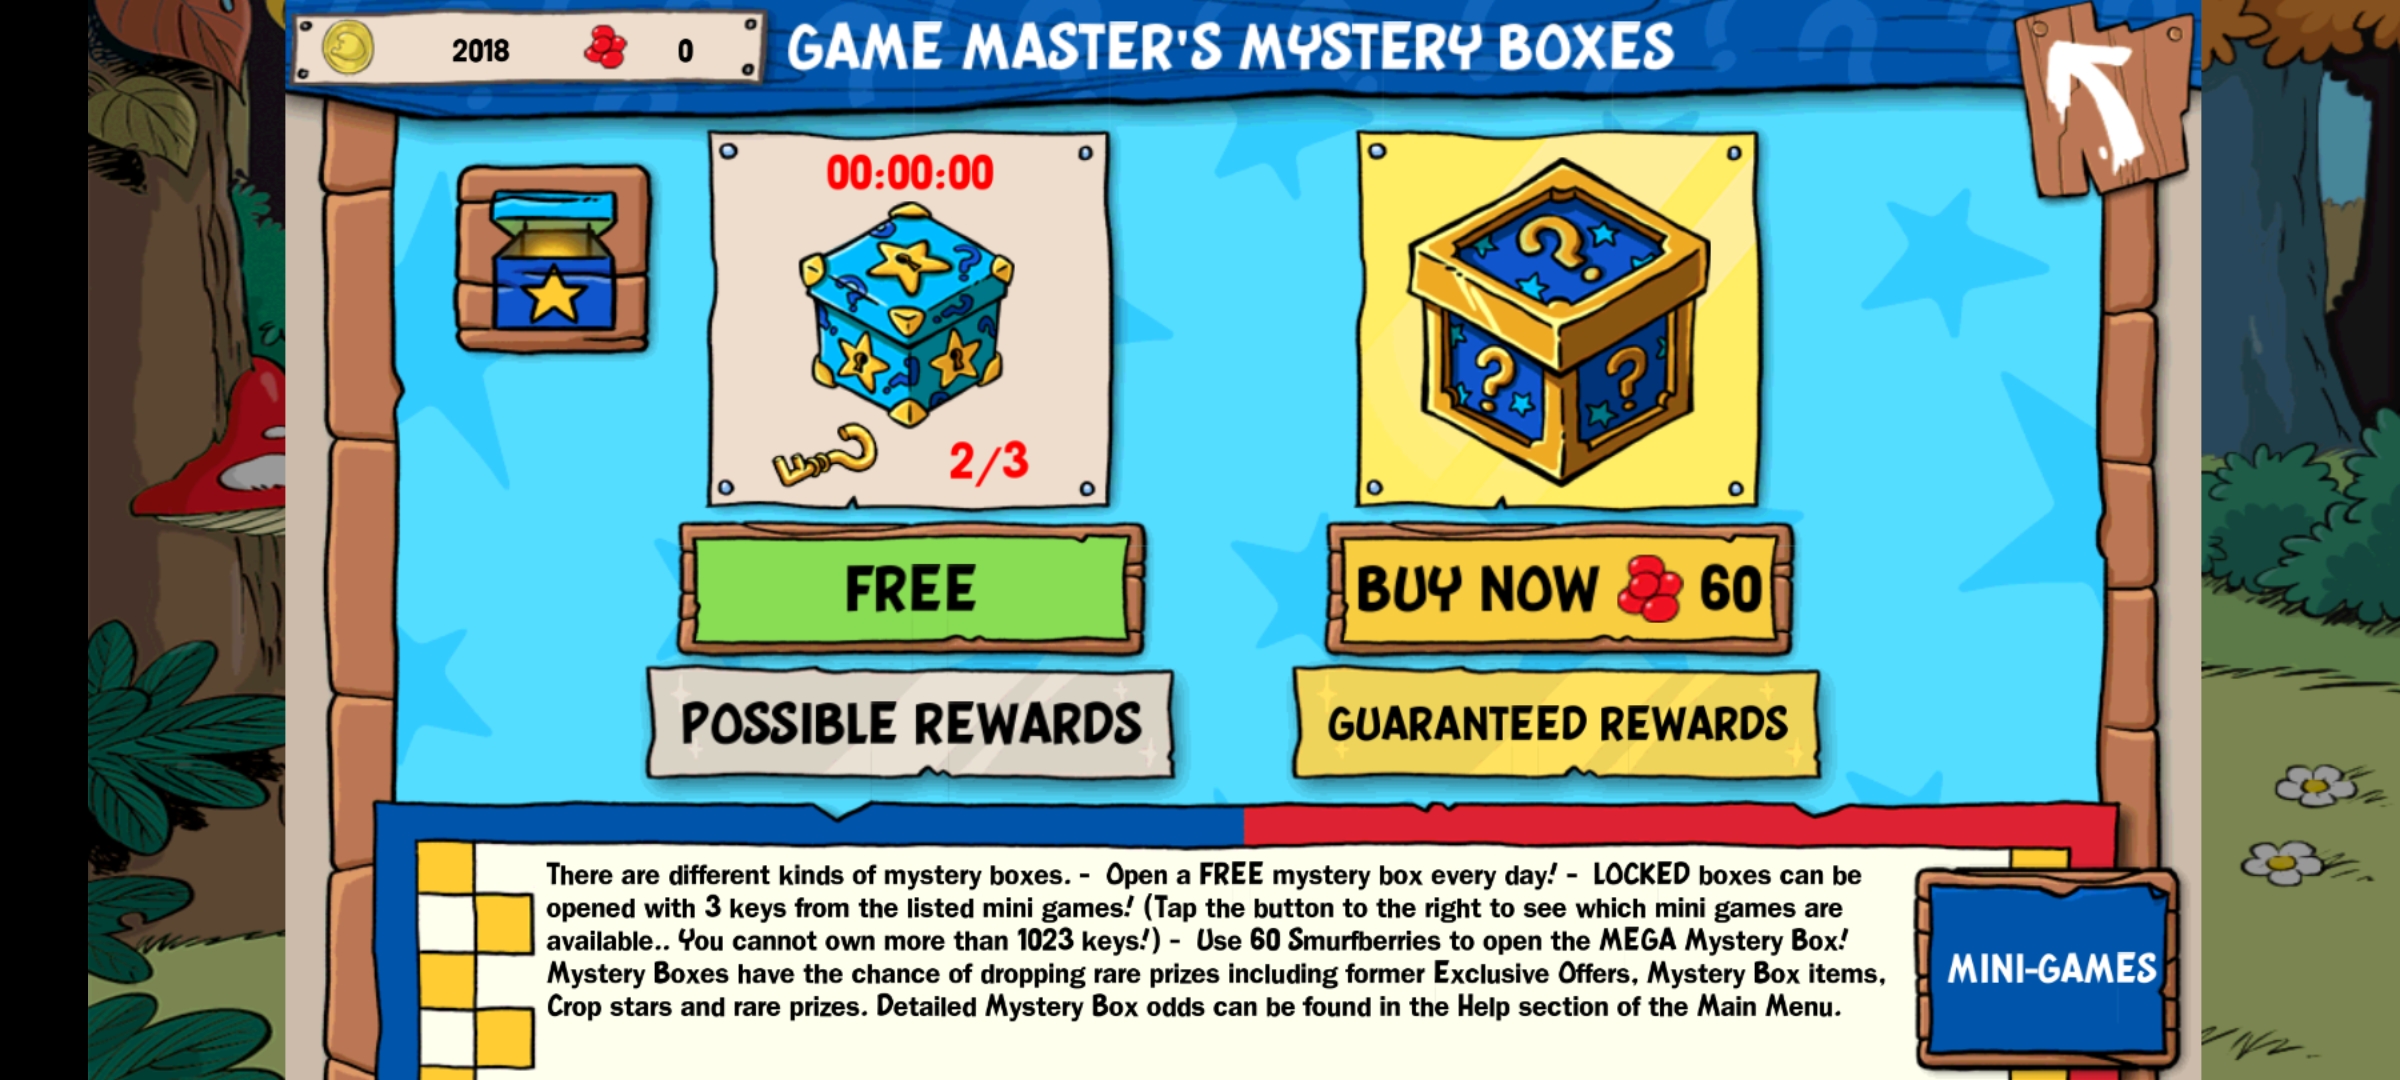 2018
0
GAME MASTER'S MYSTERY BOXES
00:00:00
2/3
FREE
BUY NOW 60
POSSIBLE REWARDS
GUARANTEED REWARDS
There are different kinds of mystery boxes. - Open a FREE mystery box every day! - LOCKED boxes can be
opened with 3 keys from the listed mini games! (Tap the button to the right to see which mini games are
available.. You cannot own more than 1023 keys!) - Use 60 Smurfberries to open the MEGA Mystery Box!
Mystery Boxes have the chance of dropping rare prizes including former Exclusive Offers, Mystery Box items,
Crop stars and rare prizes. Detailed Mystery Box odds can be found in the Help section of the Main Menu.
MINI-GAMES